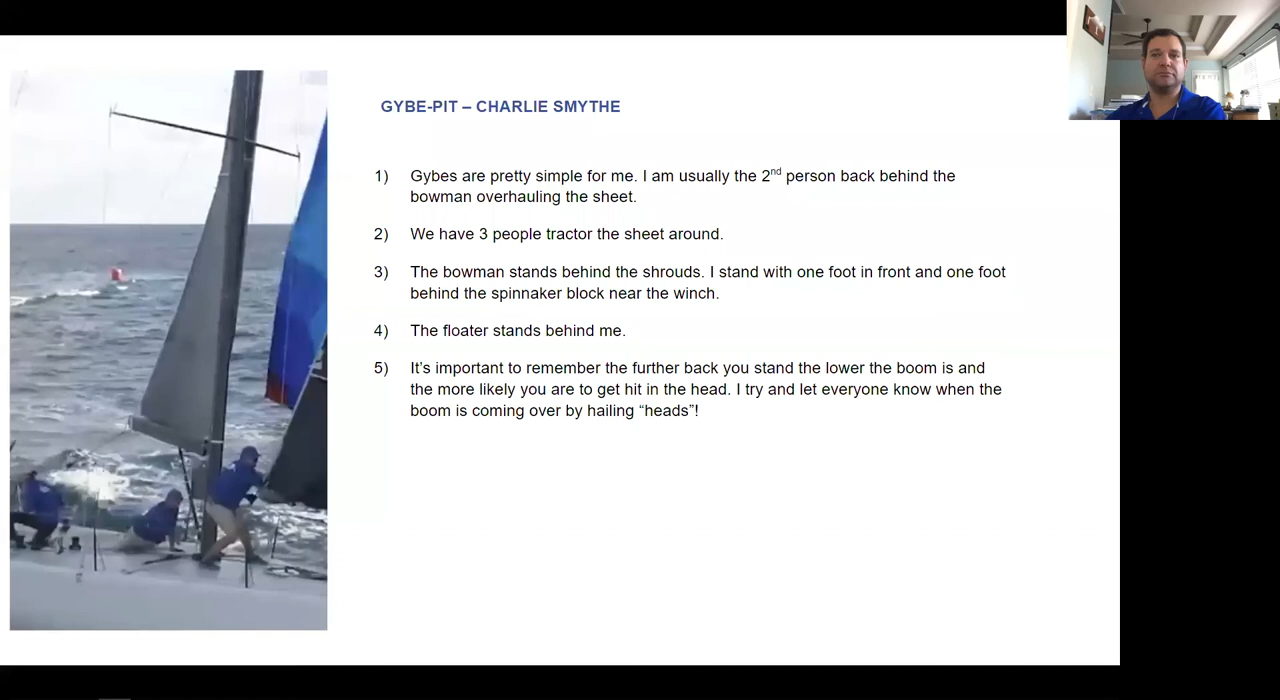 GYBE-PIT – CHARLIE SMYTHE
1) Gybes are pretty simple for me. I am usually the 2nd person back behind the
bowman overhauling the sheet.
2) We have 3 people tractor the sheet around.
3) The bowman stands behind the shrouds. I stand with one foot in front and one foot
behind the spinnaker block near the winch.
4) The floater stands behind me.
5) It’s important to remember the further back you stand the lower the boom is and
the more likely you are to get hit in the head. I try and let everyone know when the
boom is coming over by hailing “heads”!